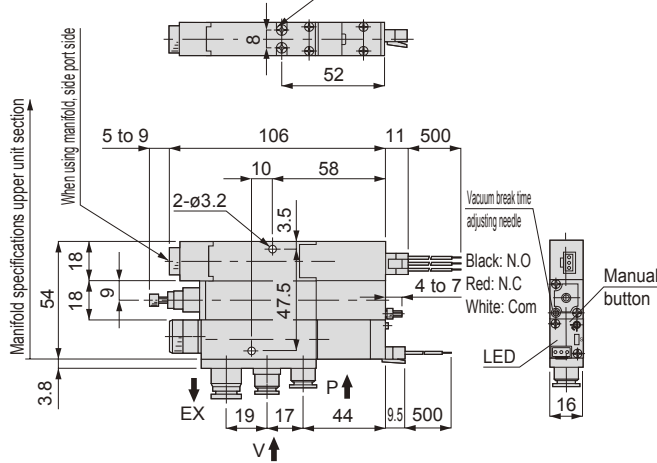 8
52
Manifold specifications upper unit section
When using manifold, side port side
5 to 9
106
11
500
10
58
2-ø3.2
3.5
18
18
54
9
47.5
3.8
Black: N.O
Red: N.C
White: Com
4 to 7
EX
19
17
P
44
9.5
500
V
Vacuum break time
adjusting needle
Manual
button
LED
16